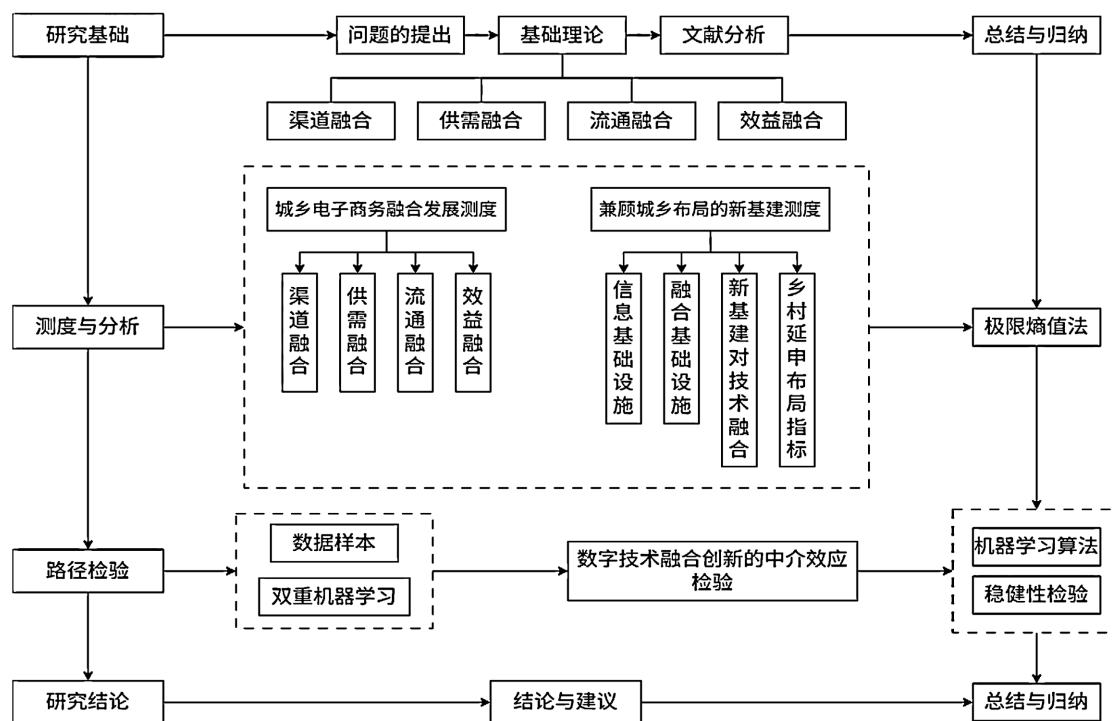 研究基础
问题的提出
基础理论
文献分析
总结与归纳
渠道融合
供需融合
流通融合
效益融合
城乡电子商务融合发展测度
兼顾城乡布局的新基建测度
渠道融合
供需融合
流通融合
效益融合
信息基础设施
融合基础设施
新基建对技术融合
乡村延申布局指标
测度与分析
极限熵值法
数据样本
双重机器学习
路径检验
数字技术融合创新的中介效应
检验
机器学习算法
稳健性检验
研究结论
结论与建议
总结与归纳